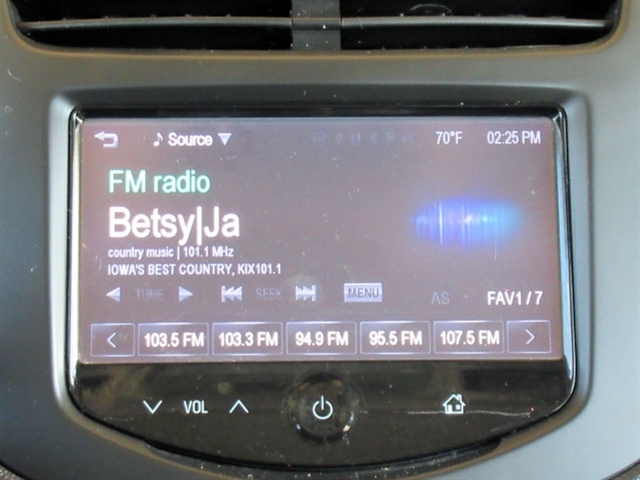 Source
70°F
02:25 PM
FM radio
Betsy|Ja
country music | 101.1 MHz
IOWA'S BEST COUNTRY, KIX101.1
TUNE SEEK MENU AS FAV1 / 7
103.5 FM 103.3 FM 94.9 FM 95.5 FM 107.5 FM
VOL